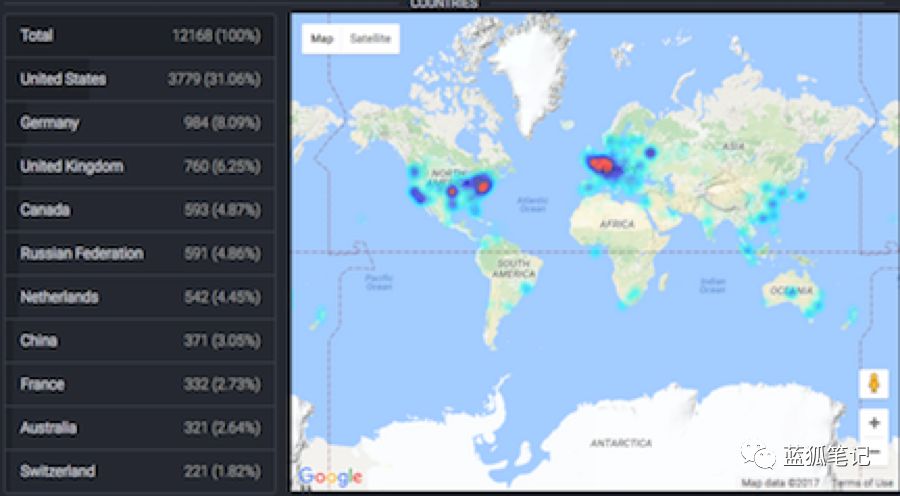 COUNTRIES
Total 12168 (100%)
United States 3779 (31.06%)
Germany 984 (8.09%)
United Kingdom 760 (6.25%)
Canada 593 (4.87%)
Russian Federation 591 (4.86%)
Netherlands 542 (4.45%)
China 371 (3.05%)
France 332 (2.73%)
Australia 321 (2.64%)
Switzerland 221 (1.82%)
Map Satellite
NORTH
ASIA
Atlantic
Ocean
AFRICA
SOUTH
AMERICA
Pacific
Ocean
Indian
Ocean
OCEANIA
ANTARCTICA
蓝狐笔记
Google
Map data ©2017 Terms of Use